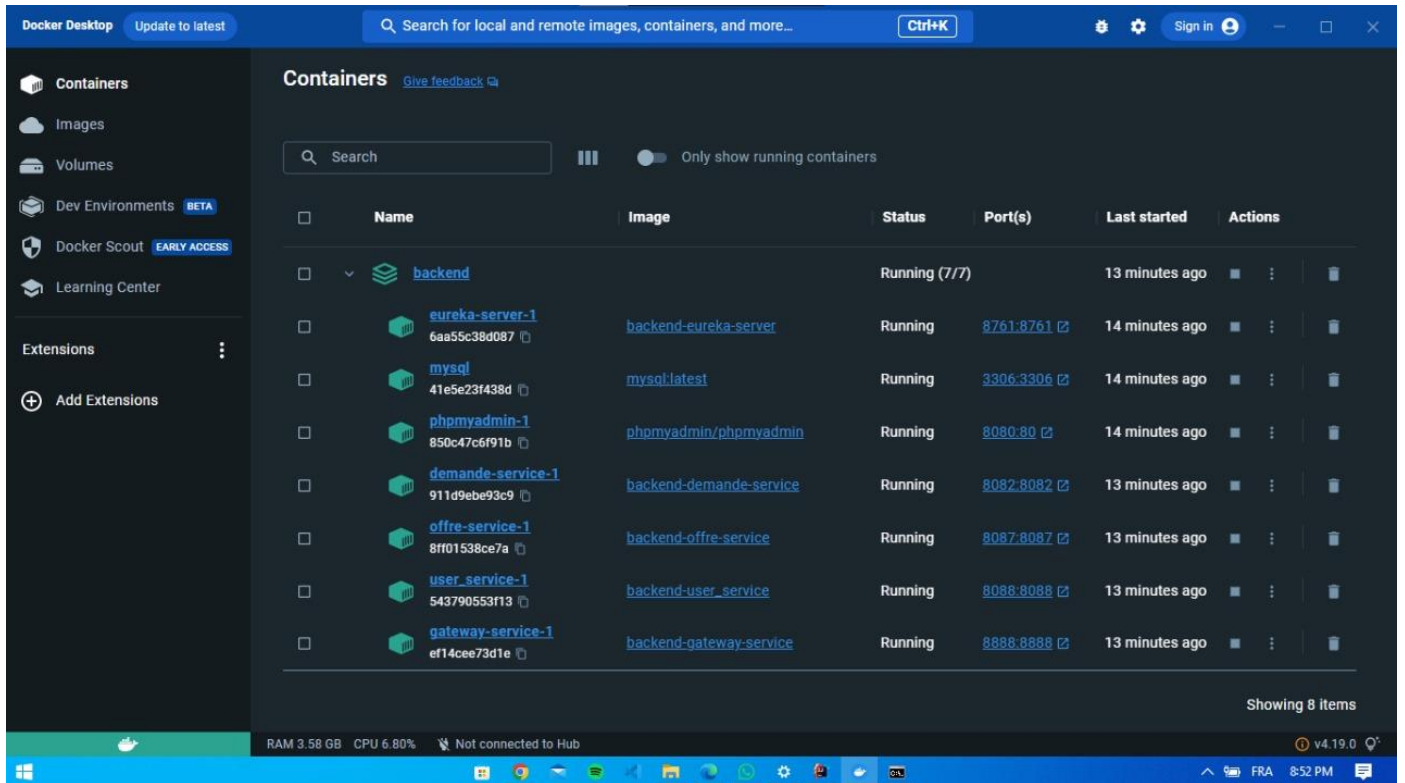 Docker Desktop Update to latest Search for local and remote images, containers, and more... Ctrl+K Sign in
Containers
Images
Volumes
Dev Environments BETA
Docker Scout EARLY ACCESS
Learning Center
Extensions
Add Extensions
Containers Give feedback
Search Only show running containers
Name Image Status Port(s) Last started Actions
backend Running (7/7) 13 minutes ago
eureka-server-1
6aa55c38d087 backend-eureka-server Running 8761:8761 14 minutes ago
mysql
41e5e23f438d mysql:latest Running 3306:3306 14 minutes ago
phpmyadmin-1
850c47c6f91b phpmyadmin/phpmyadmin Running 8080:80 14 minutes ago
demande-service-1
911d9ebe93c9 backend-demande-service Running 8082:8082 13 minutes ago
offre-service-1
8ff01538ce7a backend-offre-service Running 8087:8087 13 minutes ago
user_service-1
543790553f13 backend-user_service Running 8088:8088 13 minutes ago
gateway-service-1
ef14cee73d1e backend-gateway-service Running 8888:8888 13 minutes ago
Showing 8 items
RAM 3.58 GB CPU 6.80% Not connected to Hub v4.19.0
FRA 8:52 PM